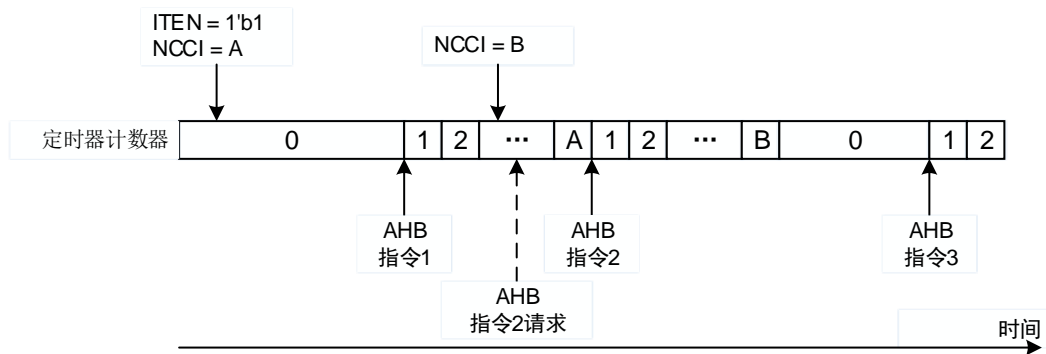 ITEN = 1'b1
NCCI = A
NCCI = B
定时器计数器
0 1 2 ··· A 1 2 ··· B 0 1 2
AHB
指令1
AHB
指令2
AHB
指令3
AHB
指令2请求
时间